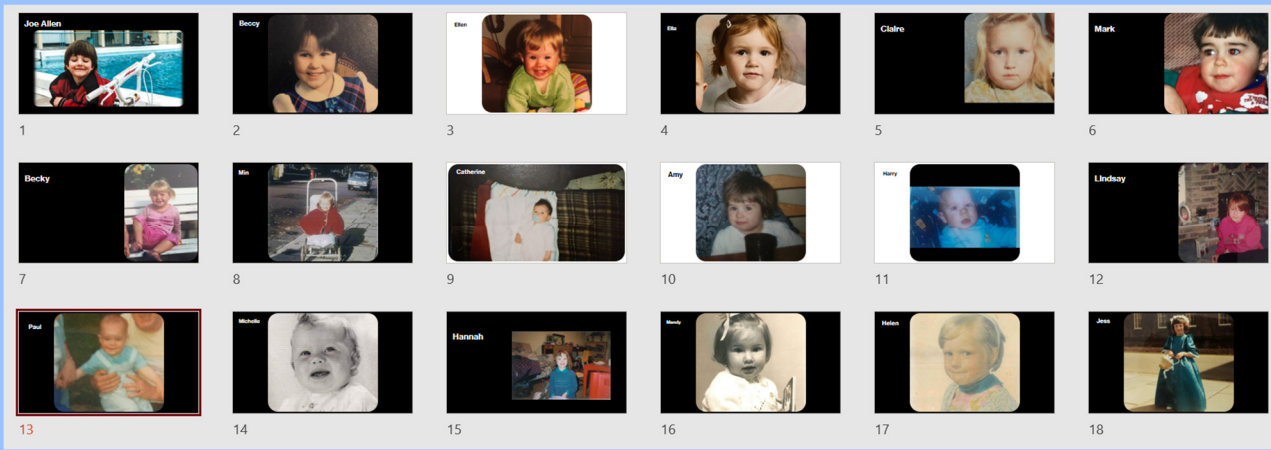 Joe Allen
Beccy
Ellen
Ella
Claire
Mark
1
2
3
4
5
6
Becky
Min
Catherine
Amy
Harry
Lindsay
7
8
9
10
11
12
Paul
Michelle
Hannah
Mandy
Helen
Jess
13
14
15
16
17
18